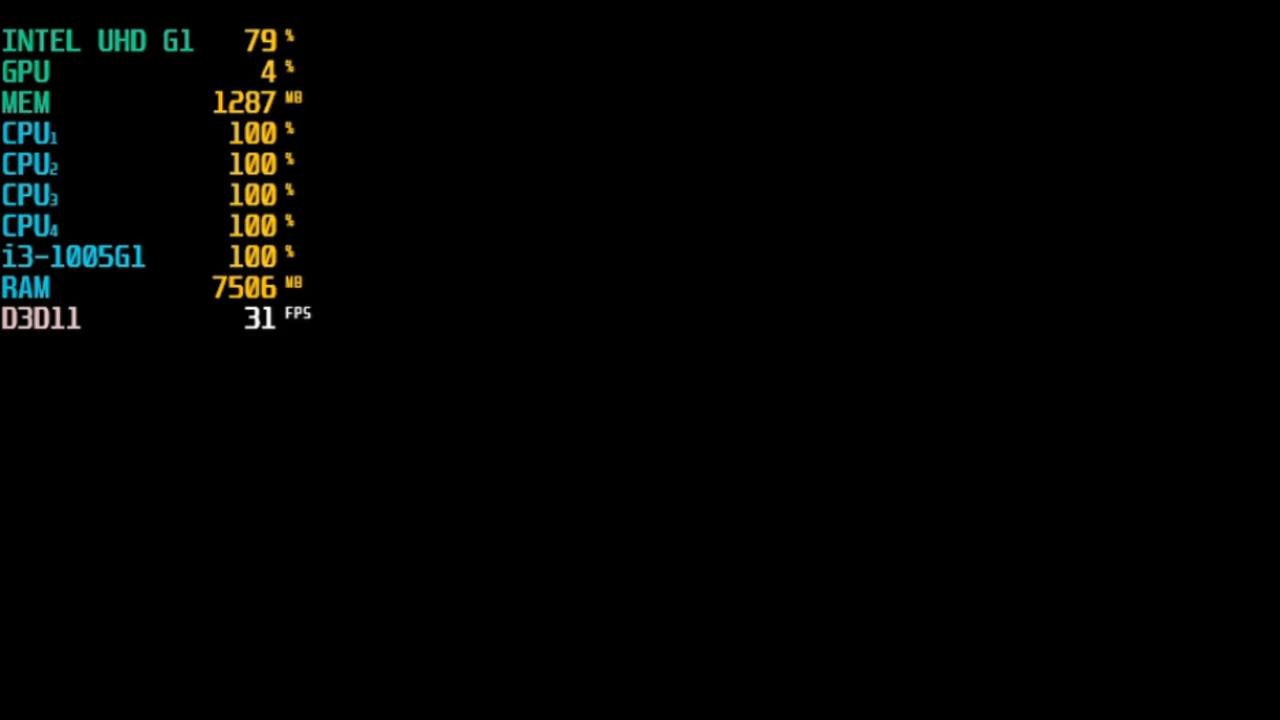 INTEL UHD G1 79 %
GPU 4 %
MEM 1287 MB
CPU1 100 %
CPU2 100 %
CPU3 100 %
CPU4 100 %
i3-1005G1 100 %
RAM 7506 MB
D3D11 31 FPS